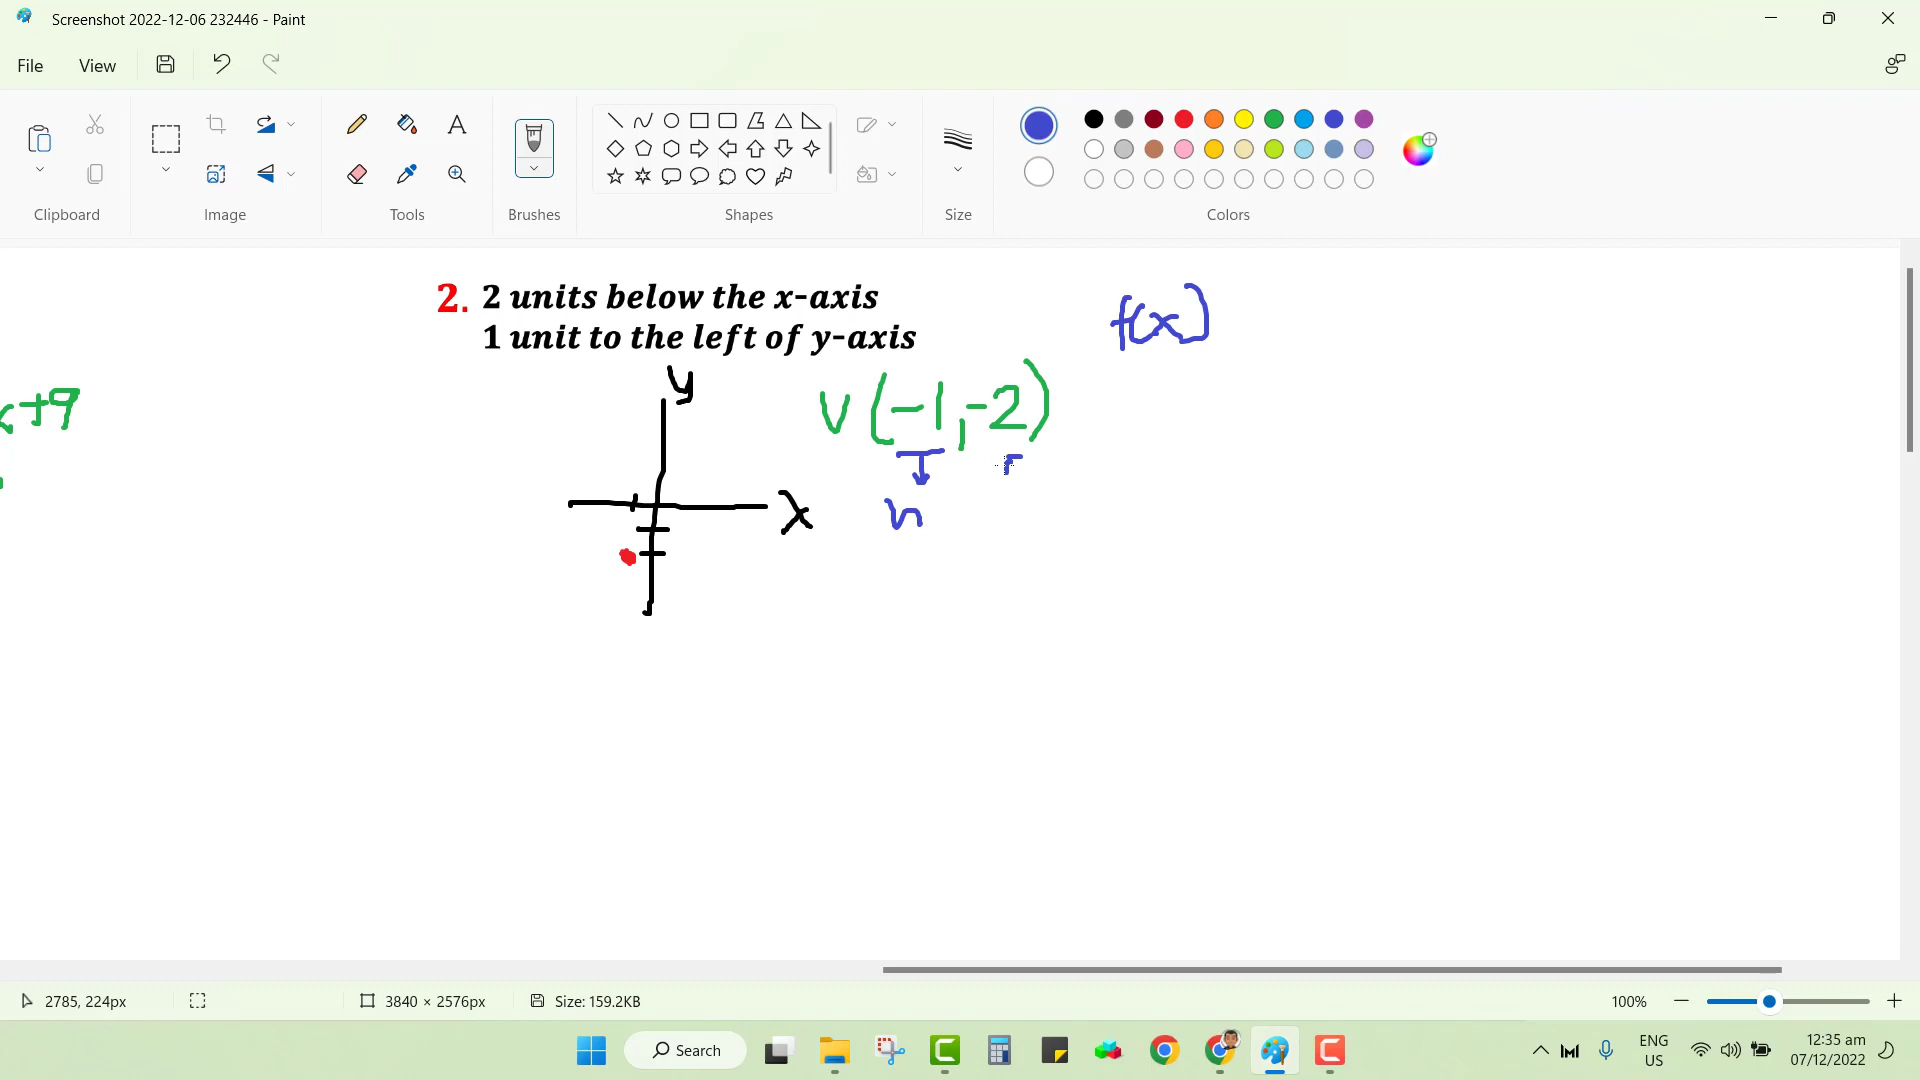 Screenshot 2022-12-06 232446 - Paint
File View
Clipboard Image Tools Brushes Shapes Size Colors
2. 2 units below the x-axis
1 unit to the left of y-axis
f(x)
x+9
y
V(-1,-2)
x
h
2785, 224px
3840 × 2576px
Size: 159.2KB
100%
Search
ENG
US
12:35 am
07/12/2022